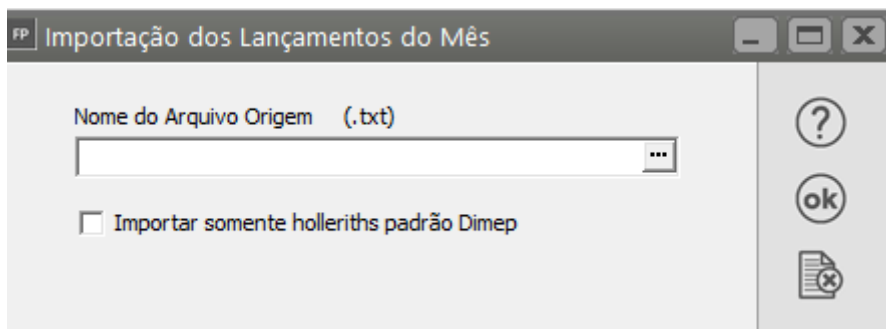 FP Importação dos Lançamentos do Mês
Nome do Arquivo Origem (.txt)
...
?
Importar somente holleriths padrão Dimep
ok